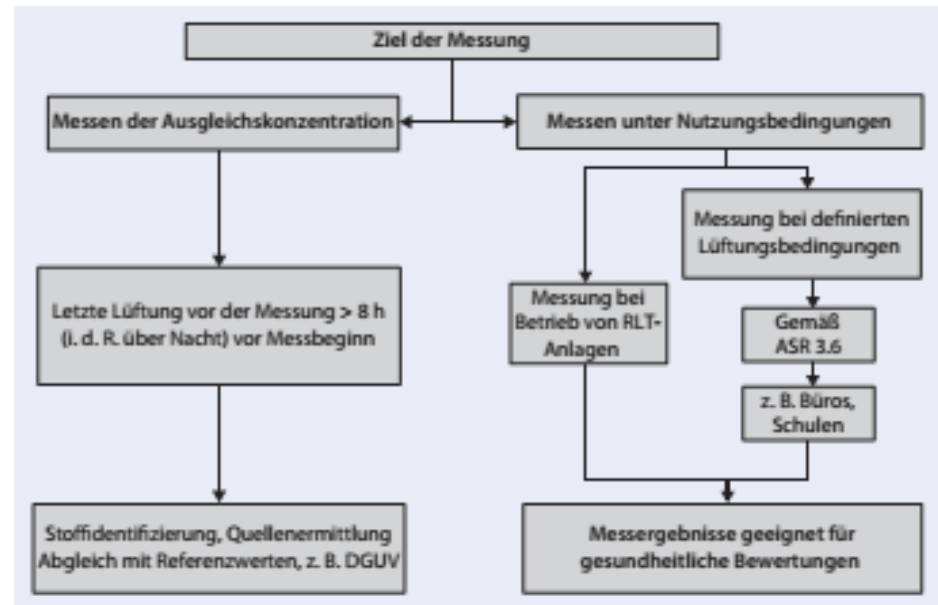 Ziel der Messung
Messen der Ausgleichskonzentration
Messen unter Nutzungsbedingungen
Messung bei definierten
Lüftungsbedingungen
Letzte Lüftung vor der Messung > 8 h
(i. d. R. über Nacht) vor Messbeginn
Messung bei
Betrieb von RLT-
Anlagen
Gemäß
ASR 3.6
z. B. Büros,
Schulen
Stoffidentifizierung, Quellenermittlung
Abgleich mit Referenzwerten, z. B. DGUV
Messergebnisse geeignet für
gesundheitliche Bewertungen